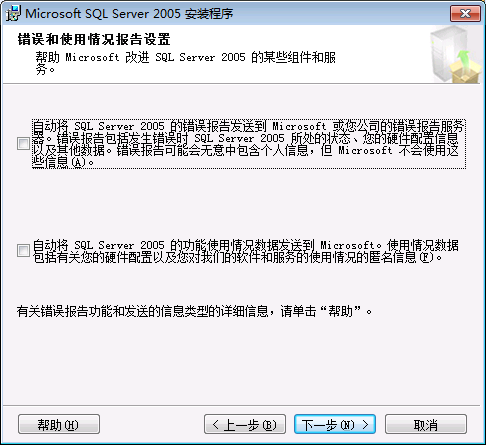 Microsoft SQL Server 2005 安装程序
错误和使用情况报告设置
帮助 Microsoft 改进 SQL Server 2005 的某些组件和服
务。
自动将 SQL Server 2005 的错误报告发送到 Microsoft 或您公司的错误报告服务
器。错误报告包括发生错误时 SQL Server 2005 所处的状态、您的硬件配置信息
以及其他数据。错误报告可能会无意中包含个人信息，但 Microsoft 不会使用这
些信息(A)。
自动将 SQL Server 2005 的功能使用情况数据发送到 Microsoft。使用情况数据
包括有关您的硬件配置以及您对我们的软件和服务的使用情况的匿名信息(F)。
有关错误报告功能和发送的信息类型的详细信息，请单击“帮助”。
帮助(H)
< 上一步(B)
下一步(N) >
取消